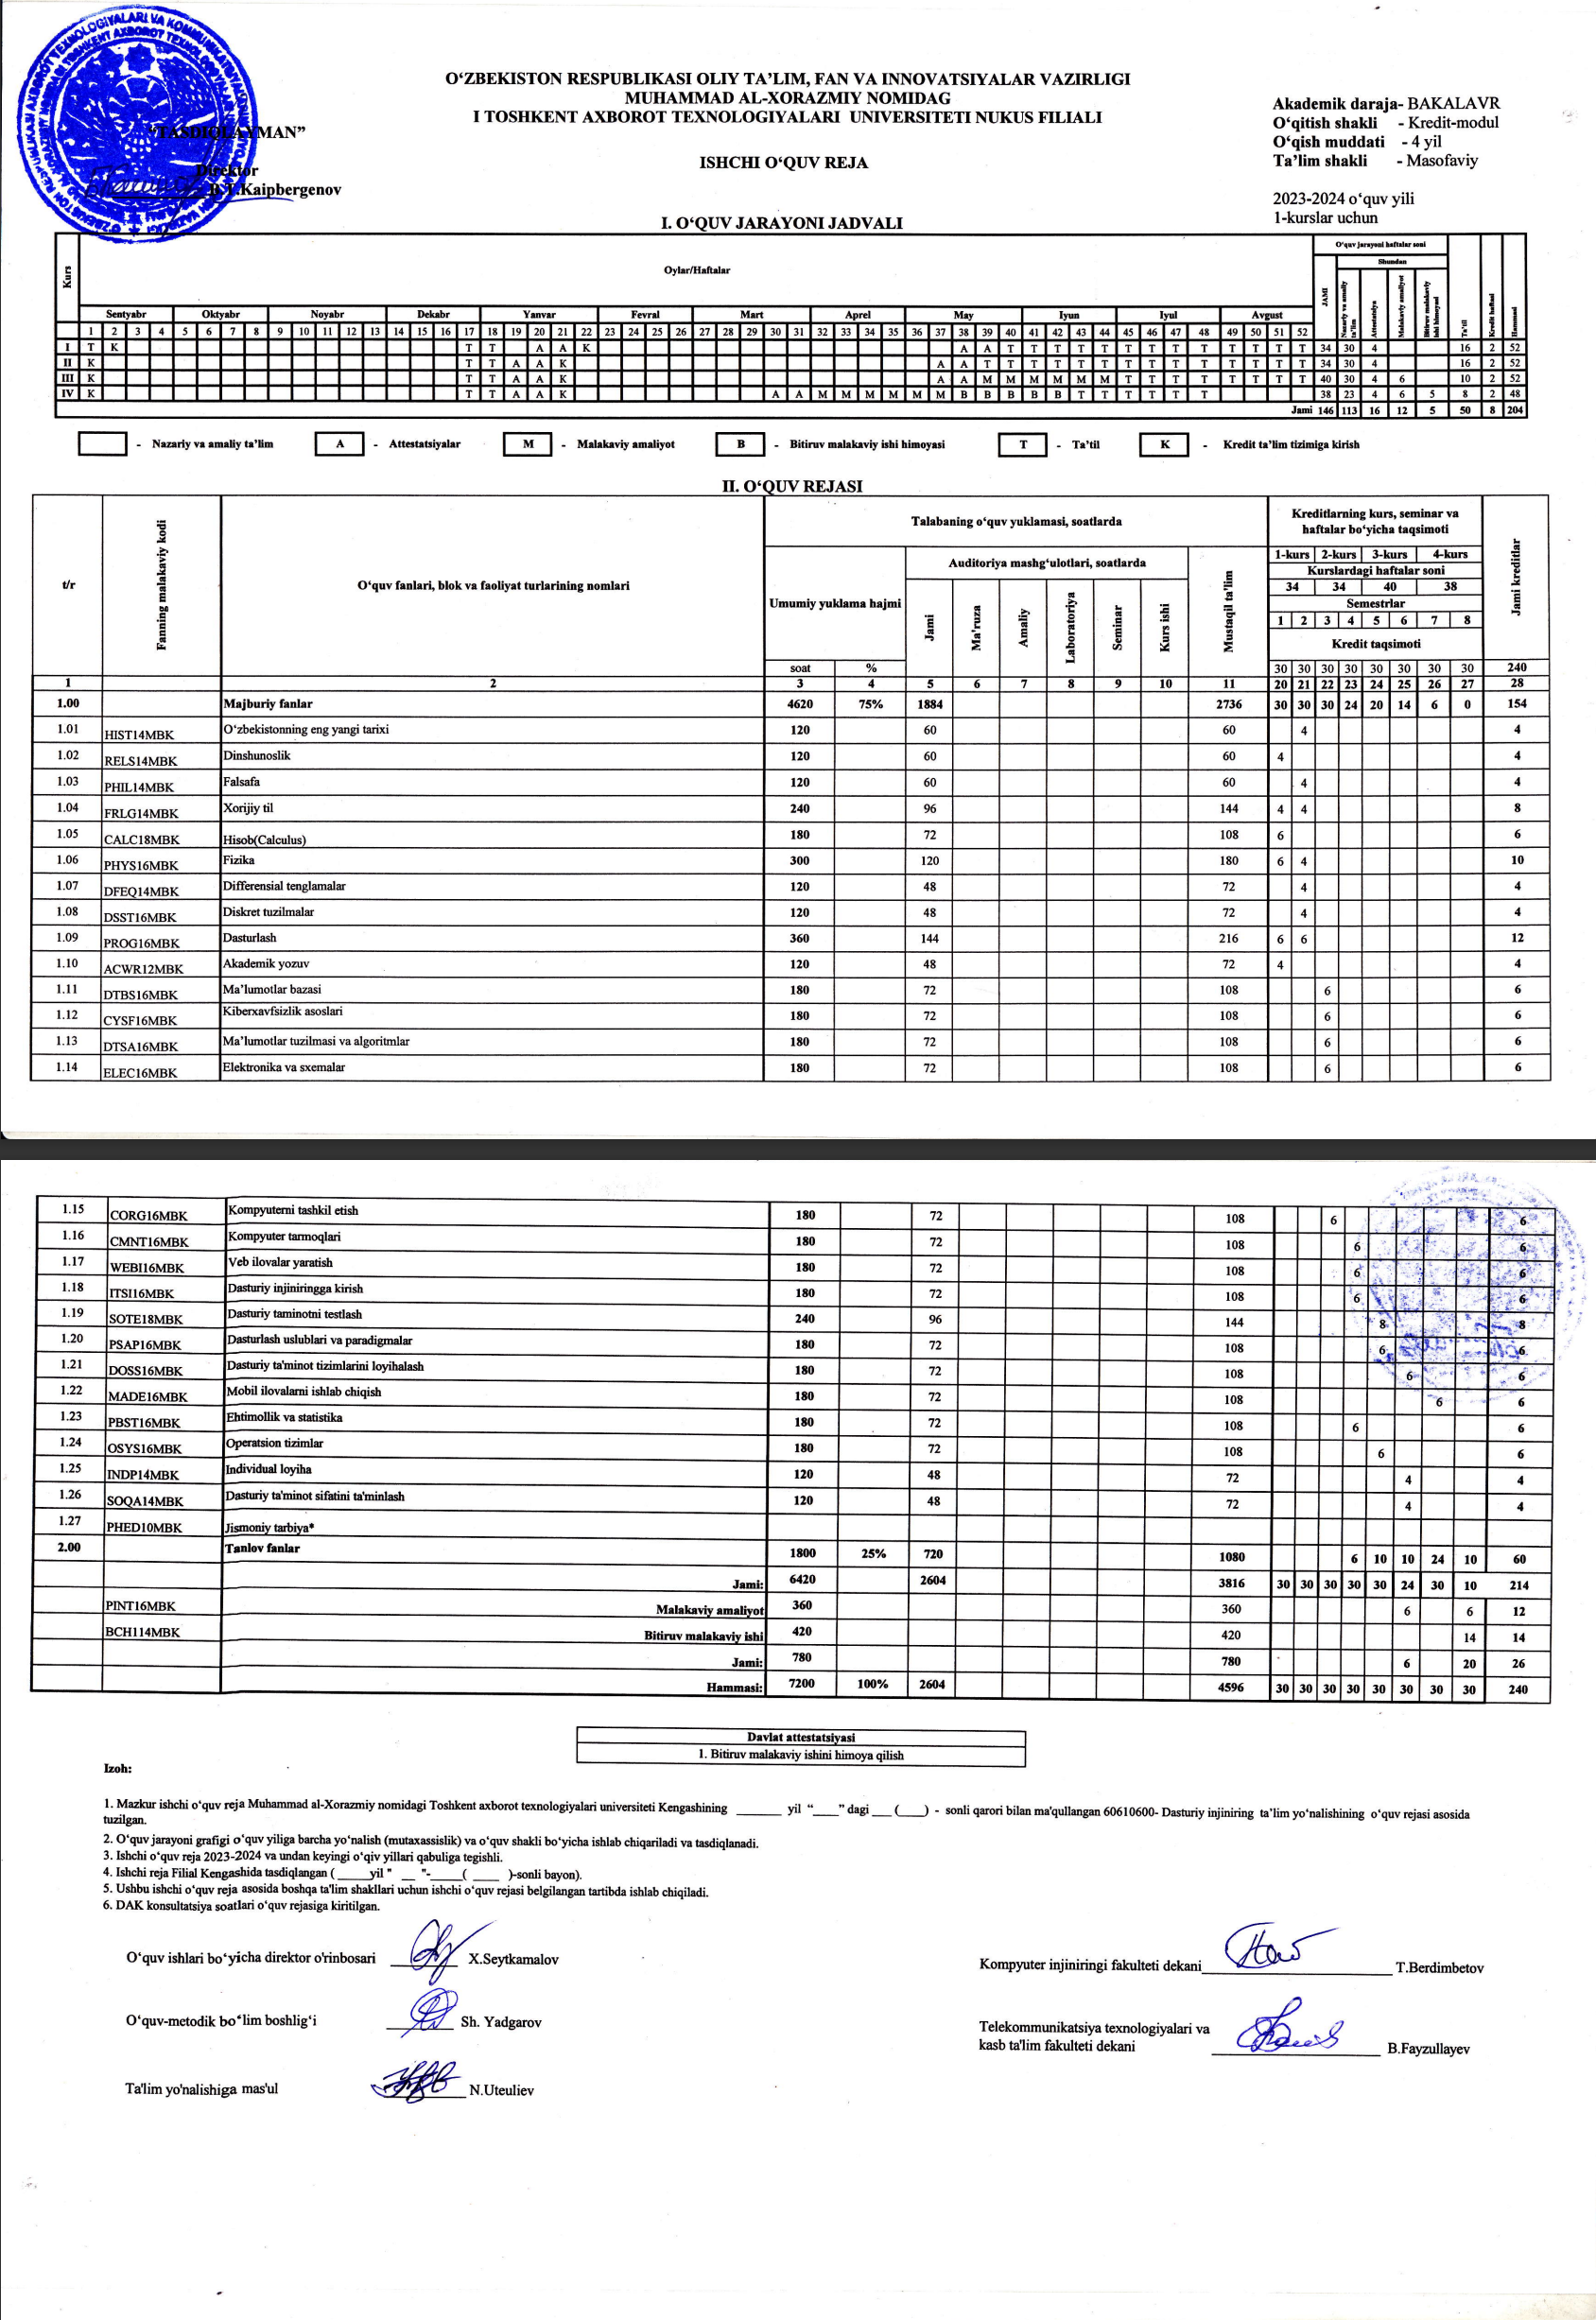 O‘ZBEKISTON RESPUBLIKASI OLIY TA’LIM, FAN VA INNOVATSIYALAR VAZIRLIGI
MUHAMMAD AL-XORAZMIY NOMIDAG
I TOSHKENT AXBOROT TEXNOLOGIYALARI UNIVERSITETI NUKUS FILIALI
ISHCHI O‘QUV REJA
“TASDIQLAYMAN”
Direktor
B.T.Kaipbergenov
Akademik daraja- BAKALAVR
O‘qitish shakli - Kredit-modul
O‘qish muddati - 4 yil
Ta’lim shakli - Masofaviy
2023-2024 o‘quv yili
1-kurslar uchun
I. O‘QUV JARAYONI JADVALI
Kurs Oylar/Haftalar O‘quv jarayoni haftalar soni
Shundan
JAMI Nazariy va amaliy ta'lim Attestatsiya Malakaviy amaliyot Bitiruv malakaviy ishi himoyasi Ta'til Kredit haftasi Hammasi
Sentyabr Oktyabr Noyabr Dekabr Yanvar Fevral Mart Aprel May Iyun Iyul Avgust
1 2 3 4 5 6 7 8 9 10 11 12 13 14 15 16 17 18 19 20 21 22 23 24 25 26 27 28 29 30 31 32 33 34 35 36 37 38 39 40 41 42 43 44 45 46 47 48 49 50 51 52
I T K T T A A K A A T T T T T T T T T T T T T 34 30 4 16 2 52
II K T T A A K A A T T T T T T T T T T T T T T 34 30 4 16 2 52
III K T T A A K A A M M M M M M T T T T T T T T 40 30 4 6 10 2 52
IV K T T A A K A A M M M M M M B B B B B T T T T T T 38 23 4 6 5 8 2 48
Jami 146 113 16 12 5 50 8 204
- Nazariy va amaliy ta’lim A - Attestatsiyalar M - Malakaviy amaliyot B - Bitiruv malakaviy ishi himoyasi T - Ta’til K - Kredit ta’lim tizimiga kirish
II. O‘QUV REJASI
t/r Fanning malakaviy kodi O‘quv fanlari, blok va faoliyat turlarining nomlari Talabaning o‘quv yuklamasi, soatlarda Kreditlarning kurs, seminar va haftalar bo‘yicha taqsimoti Jami kreditlar
Umumiy yuklama hajmi Auditoriya mashg‘ulotlari, soatlarda Mustaqil ta'lim
1-kurs 2-kurs 3-kurs 4-kurs
Kurslardagi haftalar soni
34 34 40 38
Jami Ma'ruza Amaliy Laboratoriya Seminar Kurs ishi
Semestrlar
1 2 3 4 5 6 7 8
Kredit taqsimoti
soat % 30 30 30 30 30 30 30 30 240
1 2 3 4 5 6 7 8 9 10 11 20 21 22 23 24 25 26 27 28
1.00 Majburiy fanlar 4620 75% 1884 2736 30 30 30 24 20 14 6 0 154
1.01 HIST14MBK O‘zbekistonning eng yangi tarixi 120 60 60 4 4
1.02 RELS14MBK Dinshunoslik 120 60 60 4 4
1.03 PHIL14MBK Falsafa 120 60 60 4 4
1.04 FRLG14MBK Xorijiy til 240 96 144 4 4 8
1.05 CALC18MBK Hisob(Calculus) 180 72 108 6 6
1.06 PHYS16MBK Fizika 300 120 180 6 4 10
1.07 DFEQ14MBK Differensial tenglamalar 120 48 72 4 4
1.08 DSST16MBK Diskret tuzilmalar 120 48 72 4 4
1.09 PROG16MBK Dasturlash 360 144 216 6 6 12
1.10 ACWR12MBK Akademik yozuv 120 48 72 4 4
1.11 DTBS16MBK Ma’lumotlar bazasi 180 72 108 6 6
1.12 CYSF16MBK Kiberxavfsizlik asoslari 180 72 108 6 6
1.13 DTSA16MBK Ma’lumotlar tuzilmasi va algoritmlar 180 72 108 6 6
1.14 ELEC16MBK Elektronika va sxemalar 180 72 108 6 6
1.15 CORG16MBK Kompyuterni tashkil etish 180 72 108 6 6
1.16 CMNT16MBK Kompyuter tarmoqlari 180 72 108 6 6
1.17 WEBI16MBK Veb ilovalar yaratish 180 72 108 6 6
1.18 ITSI16MBK Dasturiy injiniringga kirish 180 72 108 6 6
1.19 SOTE18MBK Dasturiy taminotni testlash 240 96 144 8 8
1.20 PSAP16MBK Dasturlash uslublari va paradigmalar 180 72 108 6 6
1.21 DOSS16MBK Dasturiy ta'minot tizimlarini loyihalash 180 72 108 6 6
1.22 MADE16MBK Mobil ilovalarni ishlab chiqish 180 72 108 6 6
1.23 PBST16MBK Ehtimollik va statistika 180 72 108 6 6
1.24 OSYS16MBK Operatsion tizimlar 180 72 108 6 6
1.25 INDP14MBK Individual loyiha 120 48 72 4 4
1.26 SOQA14MBK Dasturiy ta'minot sifatini ta'minlash 120 48 72 4 4
1.27 PHED10MBK Jismoniy tarbiya*
2.00 Tanlov fanlar 1800 25% 720 1080 6 10 10 24 10 60
Jami: 6420 2604 3816 30 30 30 30 30 24 30 10 214
PINT16MBK Malakaviy amaliyot 360 360 6 6 12
BCH114MBK Bitiruv malakaviy ishi 420 420 14 14
Jami: 780 780 6 20 26
Hammasi: 7200 100% 2604 4596 30 30 30 30 30 30 30 30 240
Davlat attestatsiyasi
1. Bitiruv malakaviy ishini himoya qilish
Izoh:
1. Mazkur ishchi o‘quv reja Muhammad al-Xorazmiy nomidagi Toshkent axborot texnologiyalari universiteti Kengashining ______ yil “___” dagi ___ (___) - sonli qarori bilan ma'qullangan 60610600- Dasturiy injiniring ta’lim yo‘nalishining o‘quv rejasi asosida
tuzilgan.
2. O‘quv jarayoni grafigi o‘quv yiliga barcha yo‘nalish (mutaxassislik) va o‘quv shakli bo‘yicha ishlab chiqariladi va tasdiqlanadi.
3. Ishchi o‘quv reja 2023-2024 va undan keyingi o‘qiv yillari qabuliga tegishli.
4. Ishchi reja Filial Kengashida tasdiqlangan ( ____yil " __ "-____( ____ )-sonli bayon).
5. Ushbu ishchi o‘quv reja asosida boshqa ta'lim shakllari uchun ishchi o‘quv rejasi belgilangan tartibda ishlab chiqiladi.
6. DAK konsultatsiya soatlari o‘quv rejasiga kiritilgan.
O‘quv ishlari bo‘yicha direktor o'rinbosari X.Seytkamalov
Kompyuter injiniringi fakulteti dekani T.Berdimbetov
O‘quv-metodik bo‘lim boshlig‘i Sh. Yadgarov
Telekommunikatsiya texnologiyalari va
kasb ta'lim fakulteti dekani B.Fayzullayev
Ta'lim yo'nalishiga mas'ul N.Uteuliev